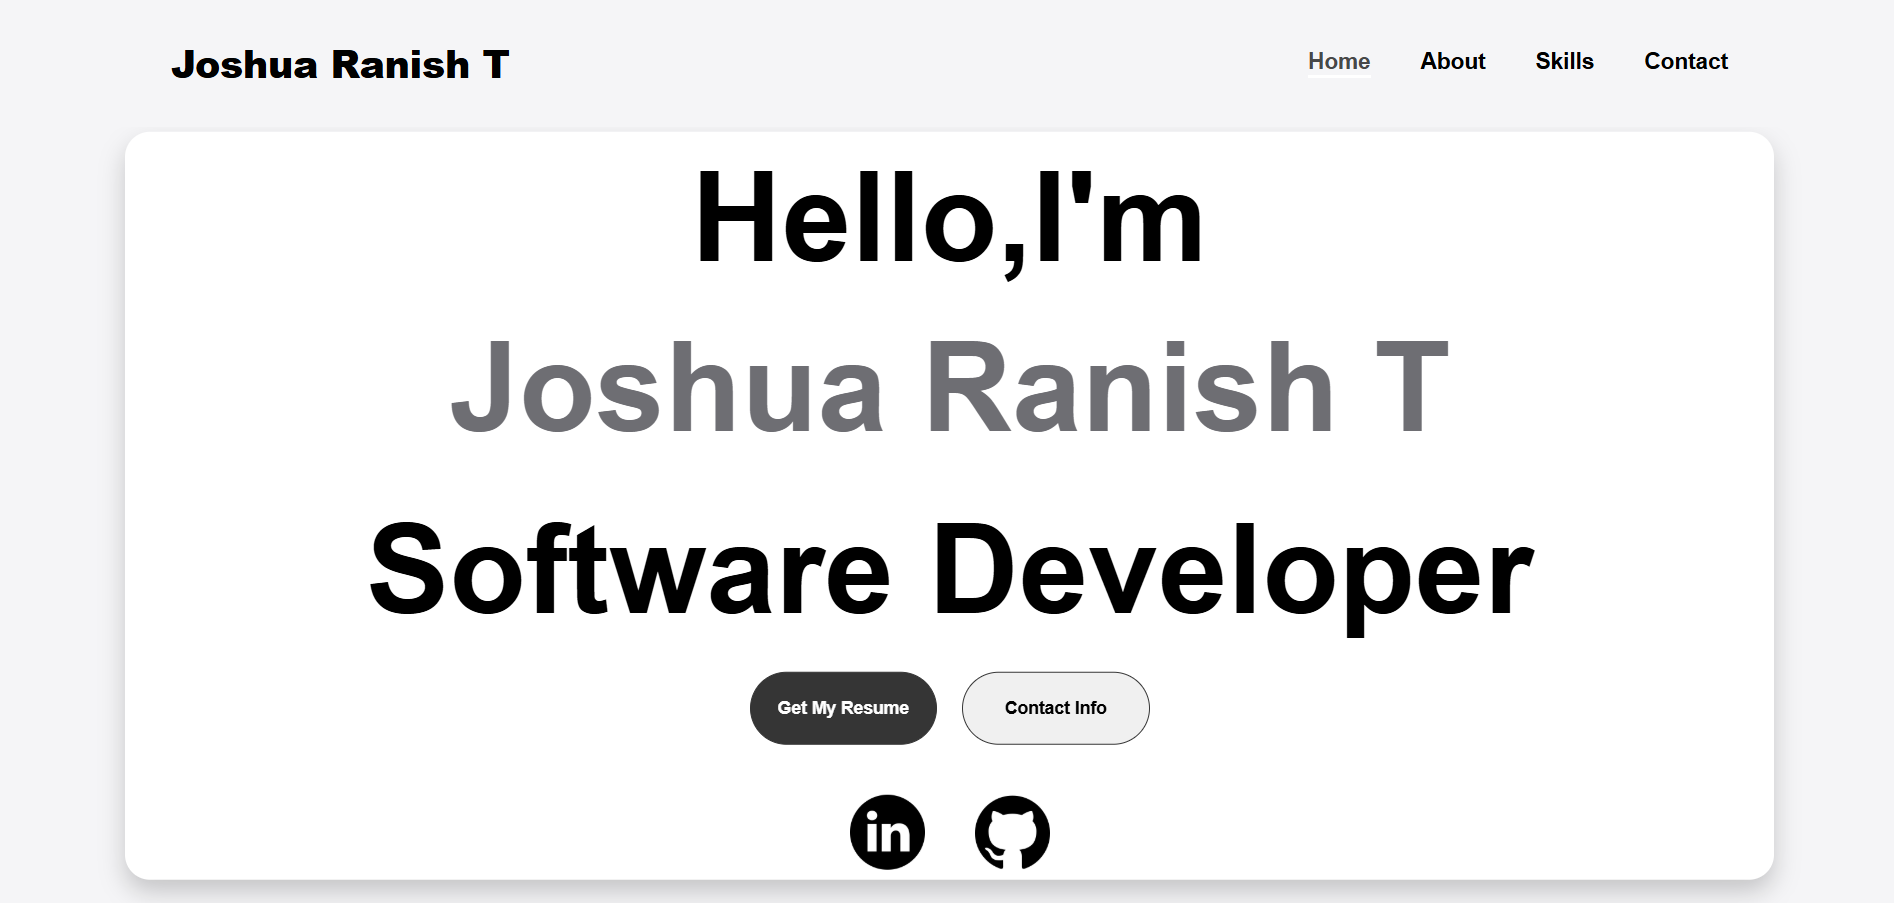 Joshua Ranish T
Home About Skills Contact
Hello,I'm
Joshua Ranish T
Software Developer
Get My Resume Contact Info
in